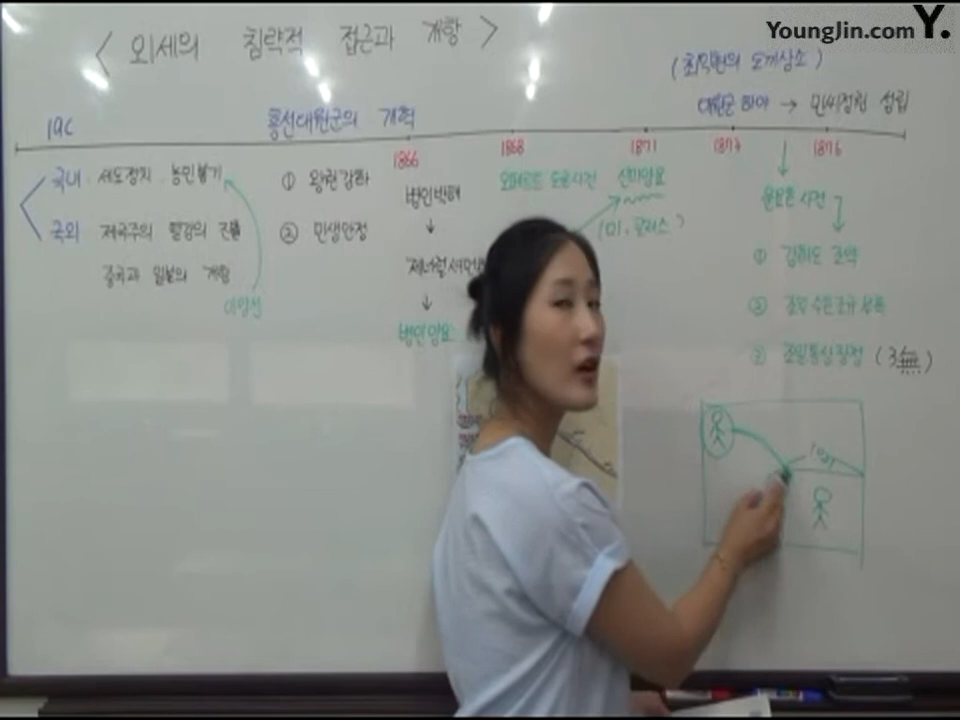 YoungJin.com Y.
< 외세의 침략적 접근과 개항 >
(최익현의 도끼상소)
대원군 하야 → 민씨정권 성립
19C
흥선대원군의 개혁
1866
1868
1871
1876
국내 · 세도정치 · 농민봉기
국외 · 제국주의 열강의 접근
중국과 일본의 개항
이양선
① 왕권강화
② 민생안정
병인박해
↓
제너럴셔먼
↓
병인양요
오페르트 도굴사건
신미양요
(미, 로저스)
운요호 사건
① 강화도 조약
② 조일수호조규부록
조일통상장정 (3無)